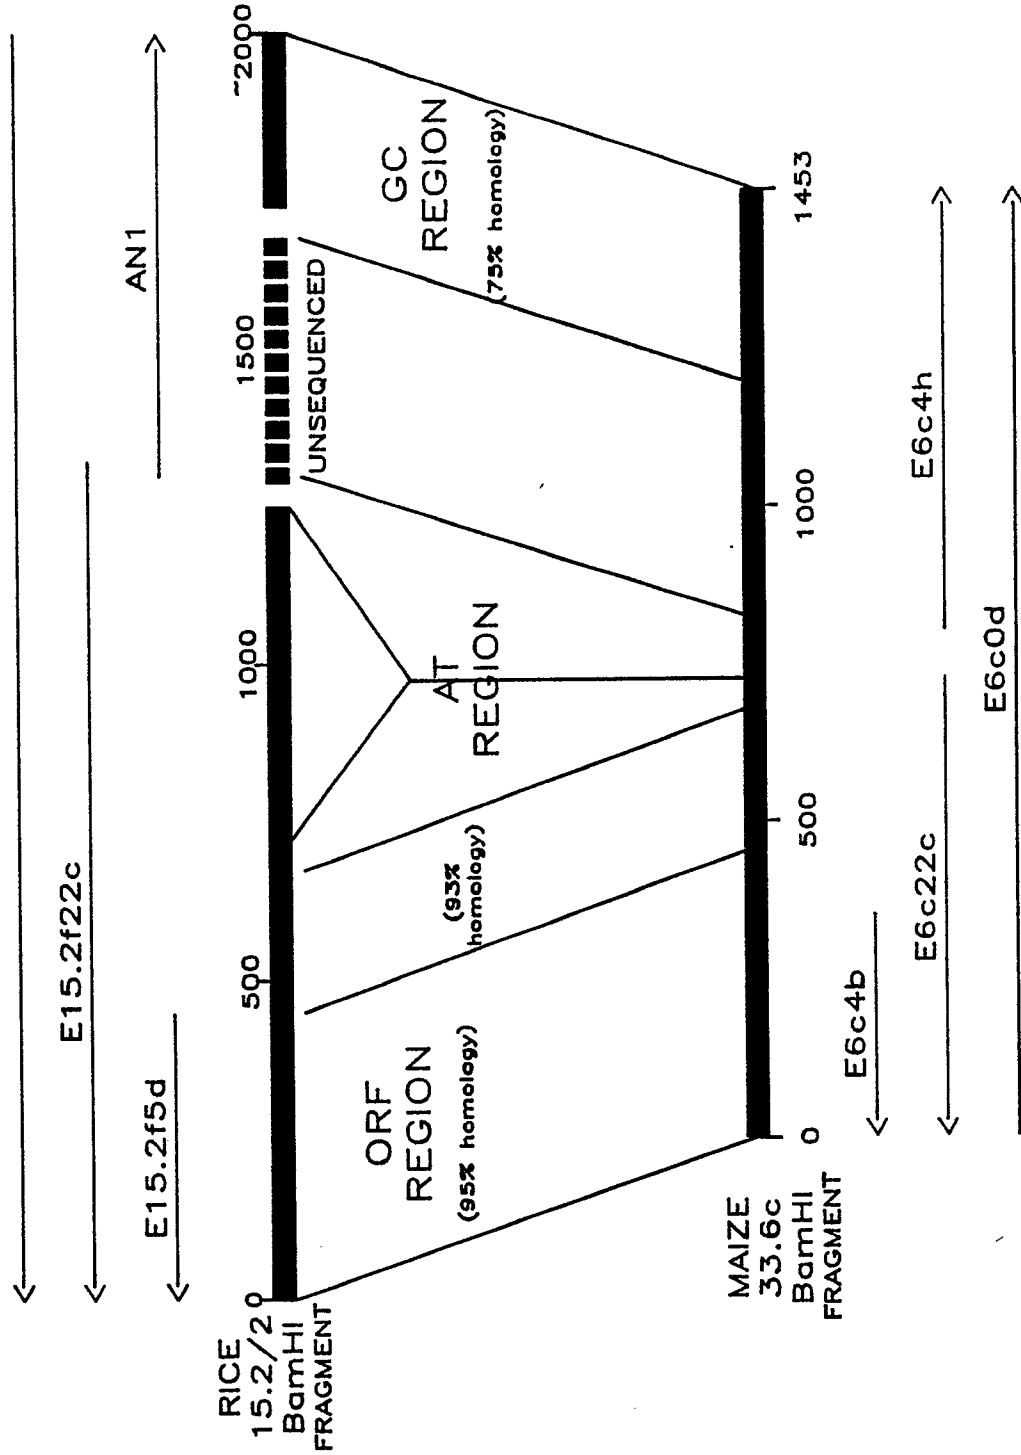 E15.2f22c
E15.2f5d
AN1
0
500
1000
1500
~2000
RICE
15.2/2
BamHI
FRAGMENT
UNSEQUENCED
ORF
REGION
(95% homology)
(93%
homology)
AT
REGION
GC
REGION
(75% homology)
MAIZE
33.6c
BamHI
FRAGMENT
0
500
1000
1453
E6c4b
E6c22c
E6c4h
E6c0d